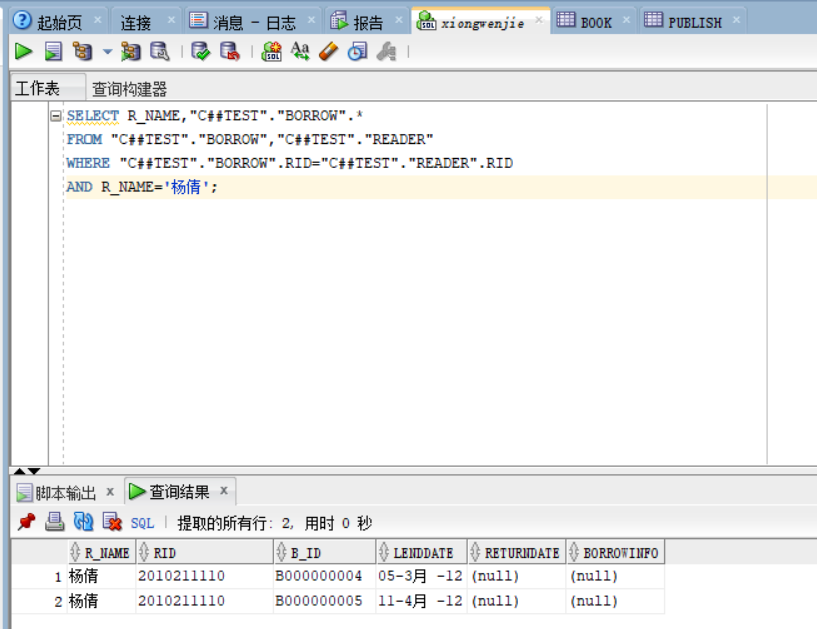 起始页 连接 消息 - 日志 报告 xiongwenjie BOOK PUBLISH
工作表 查询构建器
SELECT R_NAME,"C##TEST"."BORROW".*
FROM "C##TEST"."BORROW","C##TEST"."READER"
WHERE "C##TEST"."BORROW".RID="C##TEST"."READER".RID
AND R_NAME='杨倩';
脚本输出 x 查询结果 x
SQL | 提取的所有行: 2, 用时 0 秒
R_NAME RID B_ID LENDDATE RETURNDATE BORROWINFO
1 杨倩 2010211110 B000000004 05-3月 -12 (null) (null)
2 杨倩 2010211110 B000000005 11-4月 -12 (null) (null)